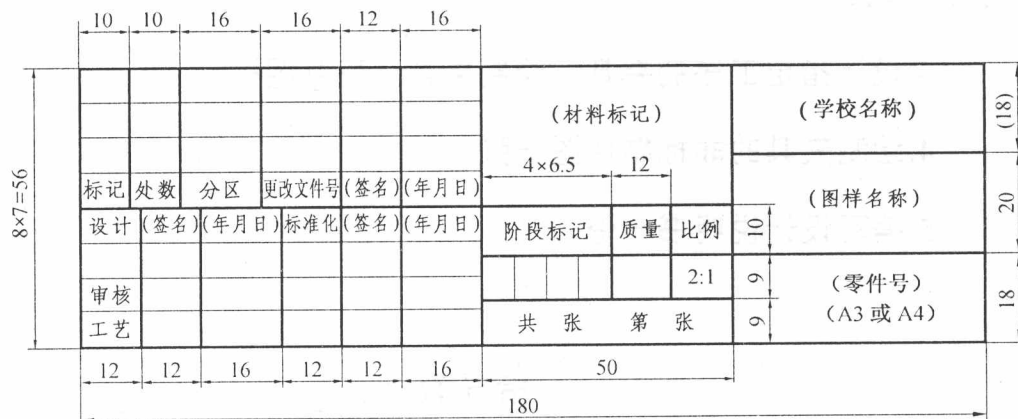 10 10 16 16 12 16
(材料标记) (学校名称) (18)
4×6.5 12
8×7=56
标记 处数 分区 更改文件号 (签名) (年月日) (图样名称) 20
设计 (签名) (年月日) 标准化 (签名) (年月日) 阶段标记 质量 比例 10
2:1 9 (零件号) 18
审核
工艺 共 张 第 张 9 (A3 或 A4)
12 12 16 12 12 16 50
180